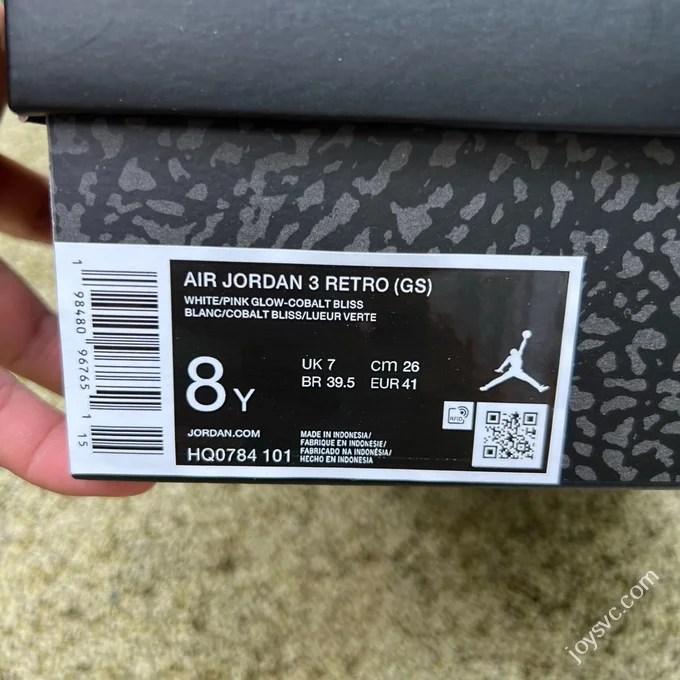 AIR JORDAN 3 RETRO (GS)
WHITE/PINK GLOW-COBALT BLISS
BLANC/COBALT BLISS/LUEUR VERTE
8 Y
UK 7 cm 26
BR 39.5 EUR 41
JORDAN.COM
HQ0784 101
MADE IN INDONESIA/
FABRIQUE EN INDONESIE/
FABRICADO NA INDONÉSIA/
HECHO EN INDONESIA
RFID
1 98480 96765 1 15
joysvc.com